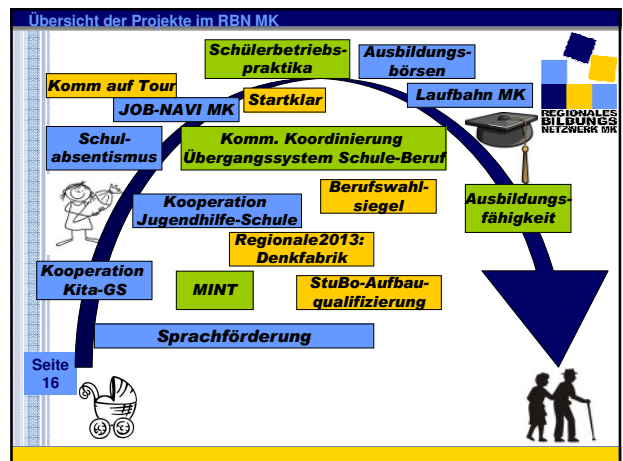 Übersicht der Projekte im RBN MK
Schülerbetriebs-
praktika
Ausbildungs-
börsen
Komm auf Tour
Startklar
Laufbahn MK
JOB-NAVI MK
REGIONALES
BILDUNGS
NETZWERK MK
Schul-
absentismus
Komm. Koordinierung
Übergangssystem Schule-Beruf
Berufswahl-
siegel
Ausbildungs-
fähigkeit
Kooperation
Jugendhilfe-Schule
Regionale2013:
Denkfabrik
Kooperation
Kita-GS
MINT
StuBo-Aufbau-
qualifizierung
Sprachförderung
Seite
16